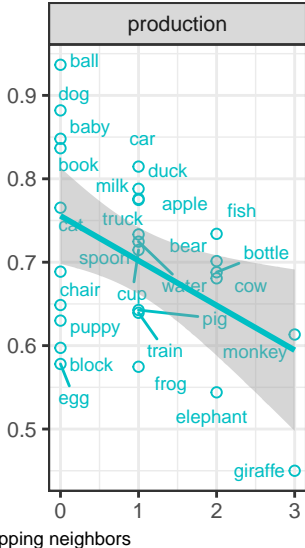 production
ball
0.9
dog
baby
car
book
duck
0.8
milk
apple
fish
truck
cat
bear
bottle
0.7
spoon
water
cow
chair
cup
pig
puppy
0.6
train
monkey
block
frog
egg
elephant
0.5
giraffe
0 1 2 3
pping neighbors